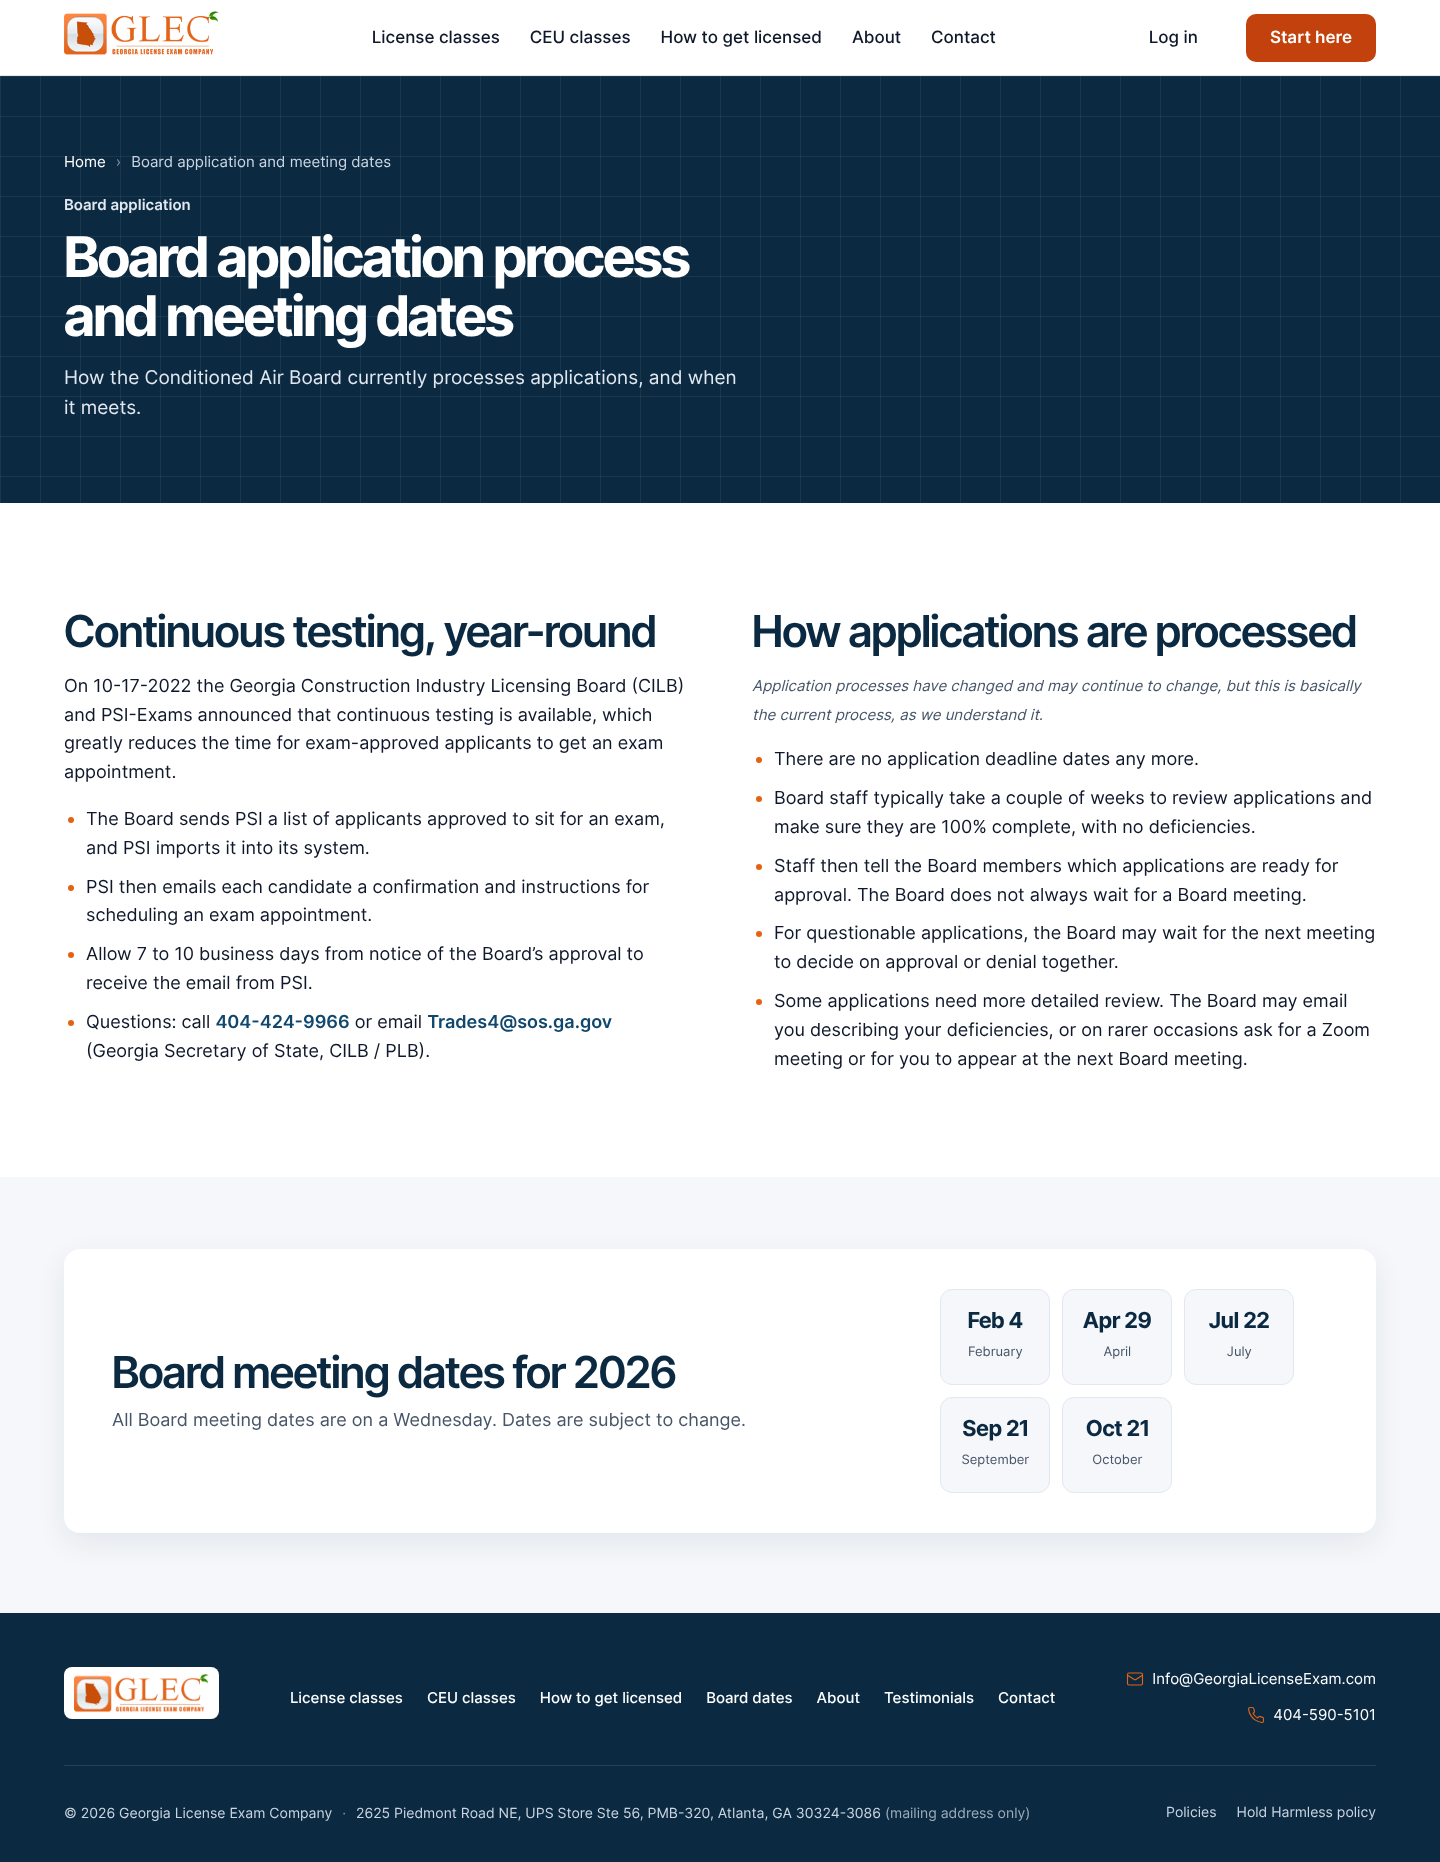 GLEC
GEORGIA LICENSE EXAM COMPANY
License classes
CEU classes
How to get licensed
About
Contact
Log in
Start here
Home › Board application and meeting dates
Board application
Board application process
and meeting dates
How the Conditioned Air Board currently processes applications, and when
it meets.
Continuous testing, year-round
On 10-17-2022 the Georgia Construction Industry Licensing Board (CILB)
and PSI-Exams announced that continuous testing is available, which
greatly reduces the time for exam-approved applicants to get an exam
appointment.
The Board sends PSI a list of applicants approved to sit for an exam,
and PSI imports it into its system.
PSI then emails each candidate a confirmation and instructions for
scheduling an exam appointment.
Allow 7 to 10 business days from notice of the Board’s approval to
receive the email from PSI.
Questions: call 404-424-9966 or email Trades4@sos.ga.gov
(Georgia Secretary of State, CILB / PLB).
How applications are processed
Application processes have changed and may continue to change, but this is basically
the current process, as we understand it.
There are no application deadline dates any more.
Board staff typically take a couple of weeks to review applications and
make sure they are 100% complete, with no deficiencies.
Staff then tell the Board members which applications are ready for
approval. The Board does not always wait for a Board meeting.
For questionable applications, the Board may wait for the next meeting
to decide on approval or denial together.
Some applications need more detailed review. The Board may email
you describing your deficiencies, or on rarer occasions ask for a Zoom
meeting or for you to appear at the next Board meeting.
Board meeting dates for 2026
All Board meeting dates are on a Wednesday. Dates are subject to change.
Feb 4
February
Apr 29
April
Jul 22
July
Sep 21
September
Oct 21
October
GLEC
GEORGIA LICENSE EXAM COMPANY
License classes
CEU classes
How to get licensed
Board dates
About
Testimonials
Contact
Info@GeorgiaLicenseExam.com
404-590-5101
© 2026 Georgia License Exam Company · 2625 Piedmont Road NE, UPS Store Ste 56, PMB-320, Atlanta, GA 30324-3086 (mailing address only)
Policies
Hold Harmless policy